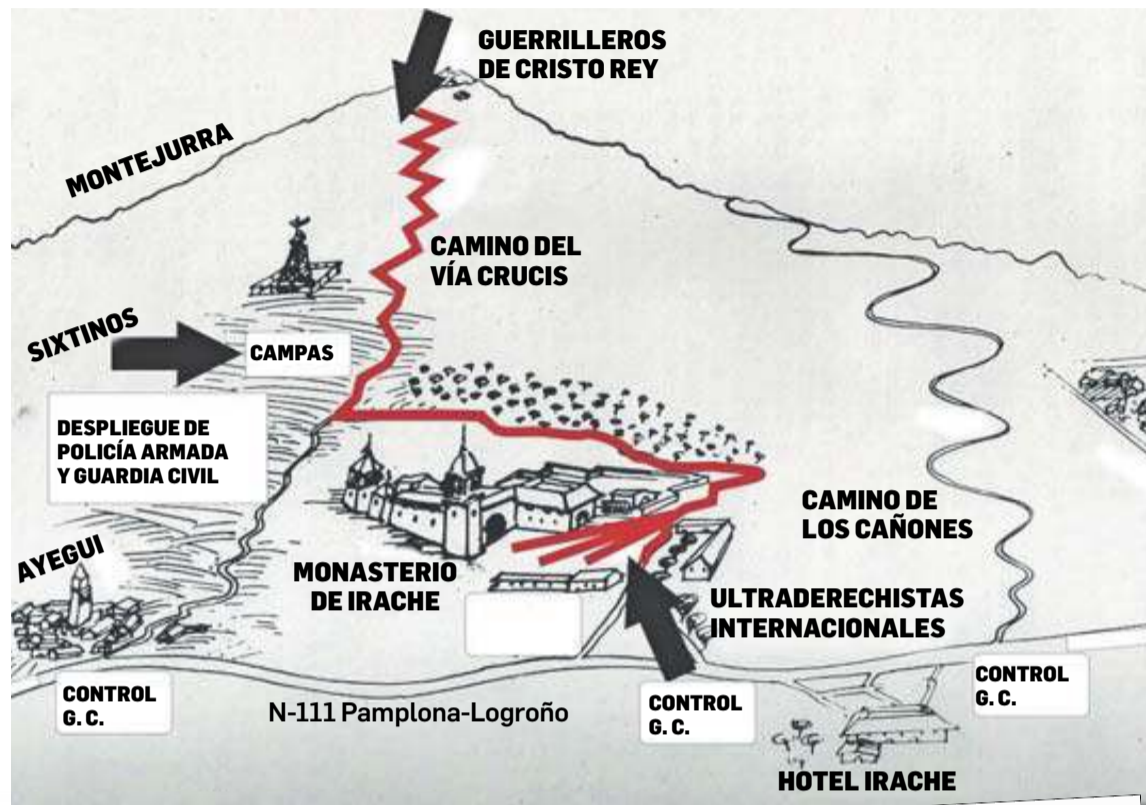 GUERRILLEROS
DE CRISTO REY
MONTEJURRA
CAMINO DEL
VÍA CRUCIS
SIXTINOS
CAMPAS
DESPLIEGUE DE
POLICÍA ARMADA
Y GUARDIA CIVIL
CAMINO DE
LOS CAÑONES
AYEGUI
MONASTERIO
DE IRACHE
ULTRADERECHISTAS
INTERNACIONALES
CONTROL
G. C.
N-111 Pamplona-Logroño
CONTROL
G. C.
CONTROL
G. C.
HOTEL IRACHE